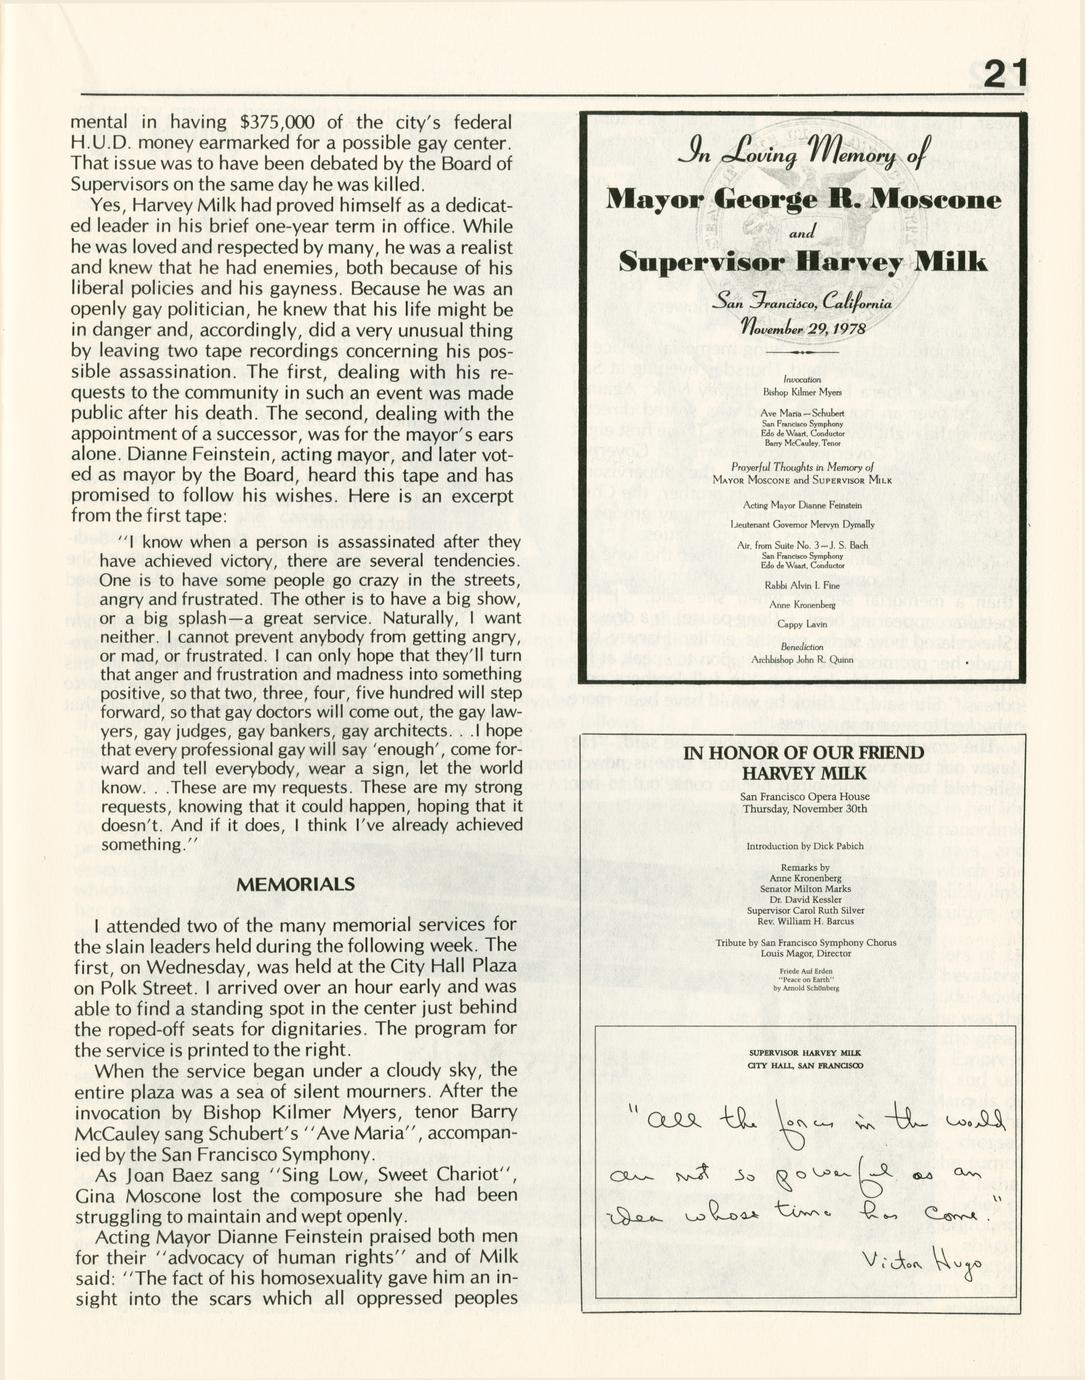 21
mental in having $375,000 of the city's federal
H.U.D. money earmarked for a possible gay center.
That issue was to have been debated by the Board of
Supervisors on the same day he was killed.
Yes, Harvey Milk had proved himself as a dedicat-
ed leader in his brief one-year term in office. While
he was loved and respected by many, he was a realist
and knew that he had enemies, both because of his
liberal policies and his gayness. Because he was an
openly gay politician, he knew that his life might be
in danger and, accordingly, did a very unusual thing
by leaving two tape recordings concerning his pos-
sible assassination. The first, dealing with his re-
quests to the community in such an event was made
public after his death. The second, dealing with the
appointment of a successor, was for the mayor's ears
alone. Dianne Feinstein, acting mayor, and later vot-
ed as mayor by the Board, heard this tape and has
promised to follow his wishes. Here is an excerpt
from the first tape:
"I know when a person is assassinated after they
have achieved victory, there are several tendencies.
One is to have some people go crazy in the streets,
angry and frustrated. The other is to have a big show,
or a big splash—a great service. Naturally, I want
neither. I cannot prevent anybody from getting angry,
or mad, or frustrated. I can only hope that they'll turn
that anger and frustration and madness into something
positive, so that two, three, four, five hundred will step
forward, so that gay doctors will come out, the gay law-
yers, gay judges, gay bankers, gay architects. . .I hope
that every professional gay will say 'enough', come for-
ward and tell everybody, wear a sign, let the world
know. . .These are my requests. These are my strong
requests, knowing that it could happen, hoping that it
doesn't. And if it does, I think I've already achieved
something."
MEMORIALS
I attended two of the many memorial services for
the slain leaders held during the following week. The
first, on Wednesday, was held at the City Hall Plaza
on Polk Street. I arrived over an hour early and was
able to find a standing spot in the center just behind
the roped-off seats for dignitaries. The program for
the service is printed to the right.
When the service began under a cloudy sky, the
entire plaza was a sea of silent mourners. After the
invocation by Bishop Kilmer Myers, tenor Barry
McCauley sang Schubert's "Ave Maria", accompan-
ied by the San Francisco Symphony.
As Joan Baez sang "Sing Low, Sweet Chariot",
Gina Moscone lost the composure she had been
struggling to maintain and wept openly.
Acting Mayor Dianne Feinstein praised both men
for their "advocacy of human rights" and of Milk
said: "The fact of his homosexuality gave him an in-
sight into the scars which all oppressed peoples
In Loving Memory of
Mayor George R. Moscone
and
Supervisor Harvey Milk
San Francisco, California
November 29, 1978
Invocation
Bishop Kilmer Myers
Ave Maria—Schubert
San Francisco Symphony
Edo de Waart, Conductor
Barry McCauley, Tenor
Prayerful Thoughts in Memory of
MAYOR MOSCONE and SUPERVISOR MILK
Acting Mayor Dianne Feinstein
Lieutenant Governor Mervyn Dymally
Air, from Suite No. 3—J. S. Bach
San Francisco Symphony
Edo de Waart, Conductor
Rabbi Alvin I. Fine
Anne Kronenberg
Cappy Lavin
Benediction
Archbishop John R. Quinn
IN HONOR OF OUR FRIEND
HARVEY MILK
San Francisco Opera House
Thursday, November 30th
Introduction by Dick Pabich
Remarks by
Anne Kronenberg
Senator Milton Marks
Dr. David Kessler
Supervisor Carol Ruth Silver
Rev. William H. Barcus
Tribute by San Francisco Symphony Chorus
Louis Magor, Director
Friede Auf Erden
"Peace on Earth"
by Arnold Schönberg
SUPERVISOR HARVEY MILK
CITY HALL, SAN FRANCISCO
"All the forces in the world
are not so powerful as an
idea whose time has come."
Victor Hugo